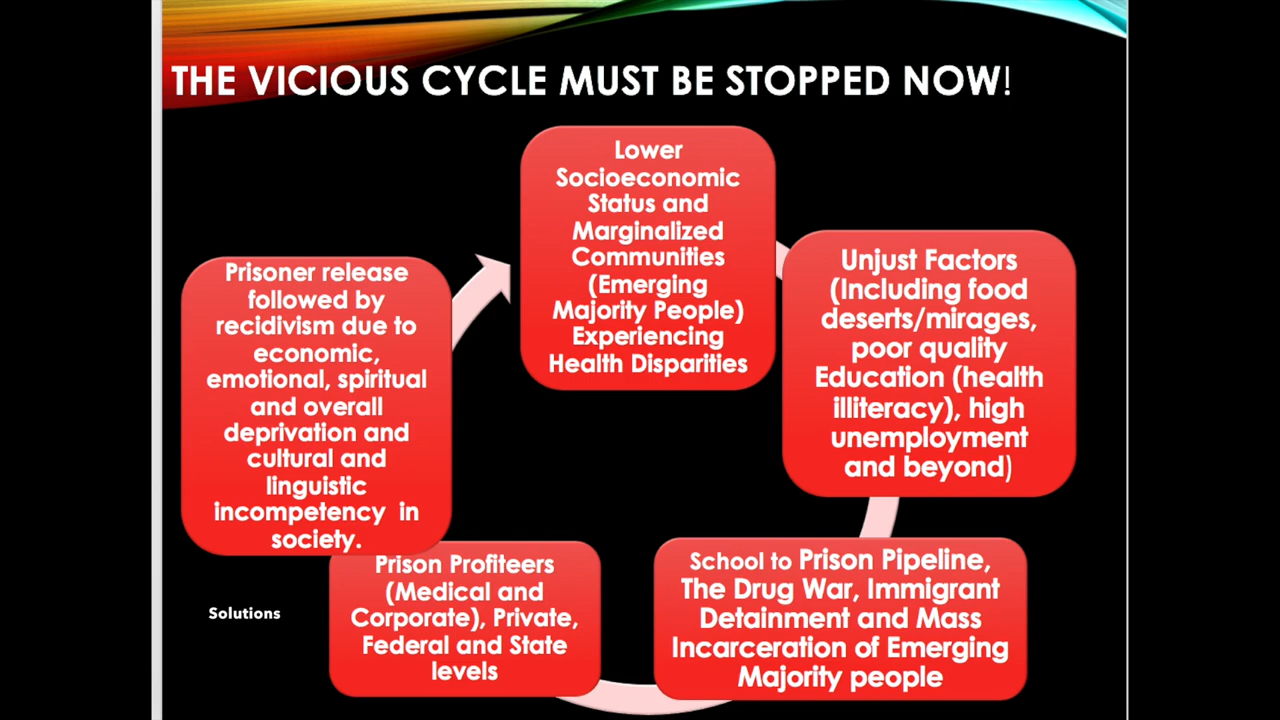 THE VICIOUS CYCLE MUST BE STOPPED NOW!
Lower
Socioeconomic
Status and
Marginalized
Communities
(Emerging
Majority People)
Experiencing
Health Disparities
Unjust Factors
(Including food
deserts/mirages,
poor quality
Education (health
illiteracy), high
unemployment
and beyond)
School to Prison Pipeline,
The Drug War, Immigrant
Detainment and Mass
Incarceration of Emerging
Majority people
Prison Profiteers
(Medical and
Corporate), Private,
Federal and State
levels
Prisoner release
followed by
recidivism due to
economic,
emotional, spiritual
and overall
deprivation and
cultural and
linguistic
incompetency in
society.
Solutions